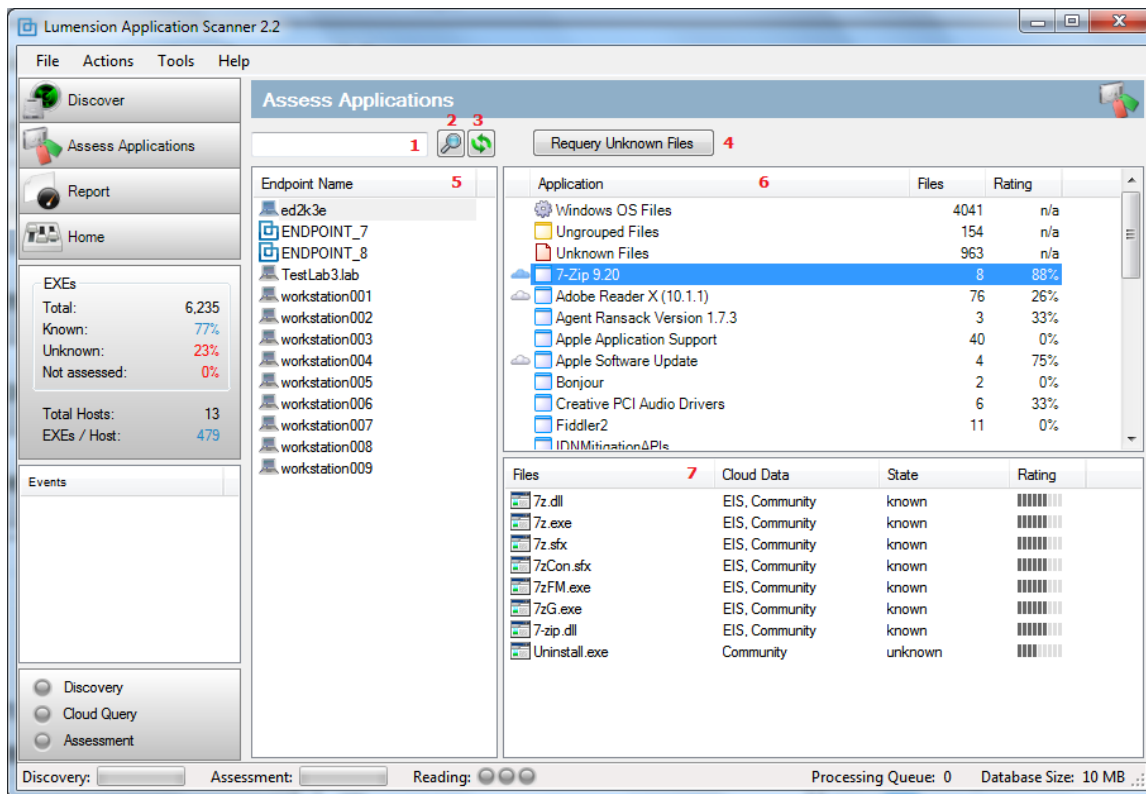 Lumension Application Scanner 2.2
File Actions Tools Help
Discover
Assess Applications
Report
Home
EXEs
Total: 6,235
Known: 77%
Unknown: 23%
Not assessed: 0%
Total Hosts: 13
EXEs / Host: 479
Events
Discovery
Cloud Query
Assessment
Assess Applications
1 2 3
Requery Unknown Files 4
Endpoint Name 5
ed2k3e
ENDPOINT_7
ENDPOINT_8
TestLab3.lab
workstation001
workstation002
workstation003
workstation004
workstation005
workstation006
workstation007
workstation008
workstation009
Application 6 Files Rating
Windows OS Files 4041 n/a
Ungrouped Files 154 n/a
Unknown Files 963 n/a
7-Zip 9.20 8 88%
Adobe Reader X (10.1.1) 76 26%
Agent Ransack Version 1.7.3 3 33%
Apple Application Support 40 0%
Apple Software Update 4 75%
Bonjour 2 0%
Creative PCI Audio Drivers 6 33%
Fiddler2 11 0%
IDNMitigationAPIs
Files 7 Cloud Data State Rating
7z.dll EIS, Community known
7z.exe EIS, Community known
7z.sfx EIS, Community known
7zCon.sfx EIS, Community known
7zFM.exe EIS, Community known
7zG.exe EIS, Community known
7-zip.dll EIS, Community known
Uninstall.exe Community unknown
Discovery: Assessment: Reading: Processing Queue: 0 Database Size: 10 MB